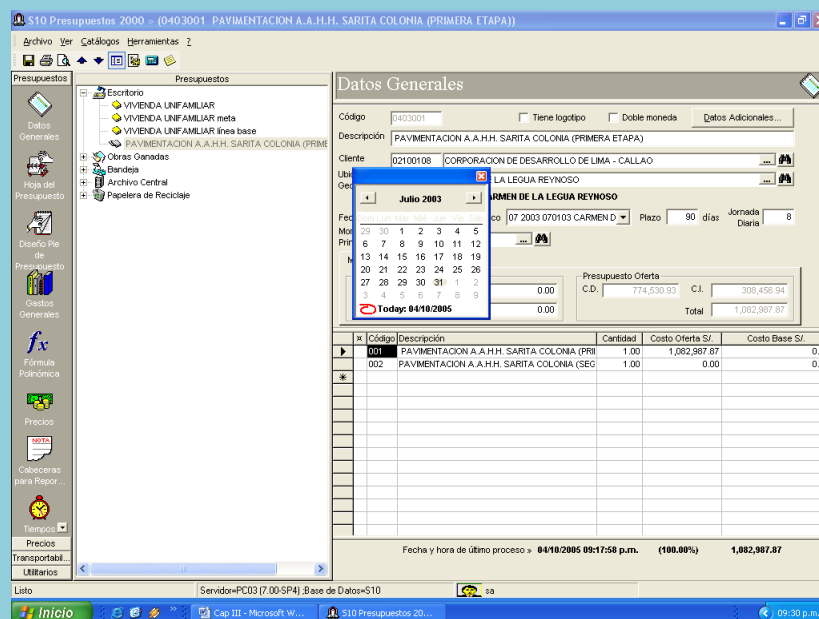 S10 Presupuestos 2000 » (0403001 PAVIMENTACION A.A.H.H. SARITA COLONIA (PRIMERA ETAPA))
Archivo Ver Catálogos Herramientas ?
Presupuestos
Datos Generales
Hoja del Presupuesto
Diseño Pie de Presupuesto
Gastos Generales
fx
Fórmula Polinómica
Precios
NOTA
Cabeceras para Repor...
Tiempos
Precios
Transportabil...
Utilitarios
Presupuestos
Escritorio
VIVIENDA UNIFAMILIAR
VIVIENDA UNIFAMILIAR meta
VIVIENDA UNIFAMILIAR línea base
PAVIMENTACION A.A.H.H. SARITA COLONIA (PRIME
Obras Ganadas
Bandeja
Archivo Central
Papelera de Reciclaje
Datos Generales
Código 0403001 Tiene logotipo Doble moneda Datos Adicionales...
Descripción PAVIMENTACION A.A.H.H. SARITA COLONIA (PRIMERA ETAPA)
Cliente 02100108 CORPORACION DE DESARROLLO DE LIMA - CALLAO ...
Ubi LA LEGUA REYNOSO ...
Geo CARMEN DE LA LEGUA REYNOSO
Fec co 07 2003 070103 CARMEN D Plazo 90 días Jornada Diaria 8
Mor
Prin ...
Julio 2003
Dom Lun Mar Mié Jue Vie Sáb
29 30 1 2 3 4 5
6 7 8 9 10 11 12
13 14 15 16 17 18 19
20 21 22 23 24 25 26
27 28 29 30 31 1 2
3 4 5 6 7 8 9
Today: 04/10/2005
Presupuesto Oferta
0.00 C.D. 774,530.93 C.I. 308,456.94
0.00 Total 1,082,987.87
¤ Código Descripción Cantidad Costo Oferta S/. Costo Base S/.
001 PAVIMENTACION A.A.H.H. SARITA COLONIA (PRI 1.00 1,082,987.87 0.
002 PAVIMENTACION A.A.H.H. SARITA COLONIA (SEG 1.00 0.00 0.
Fecha y hora de último proceso » 04/10/2005 09:17:58 p.m. (100.00%) 1,082,987.87
Listo Servidor=PC03 (7.00-SP4) ;Base de Datos=S10 sa
Inicio » Cap III - Microsoft W... S10 Presupuestos 20... 09:30 p.m.